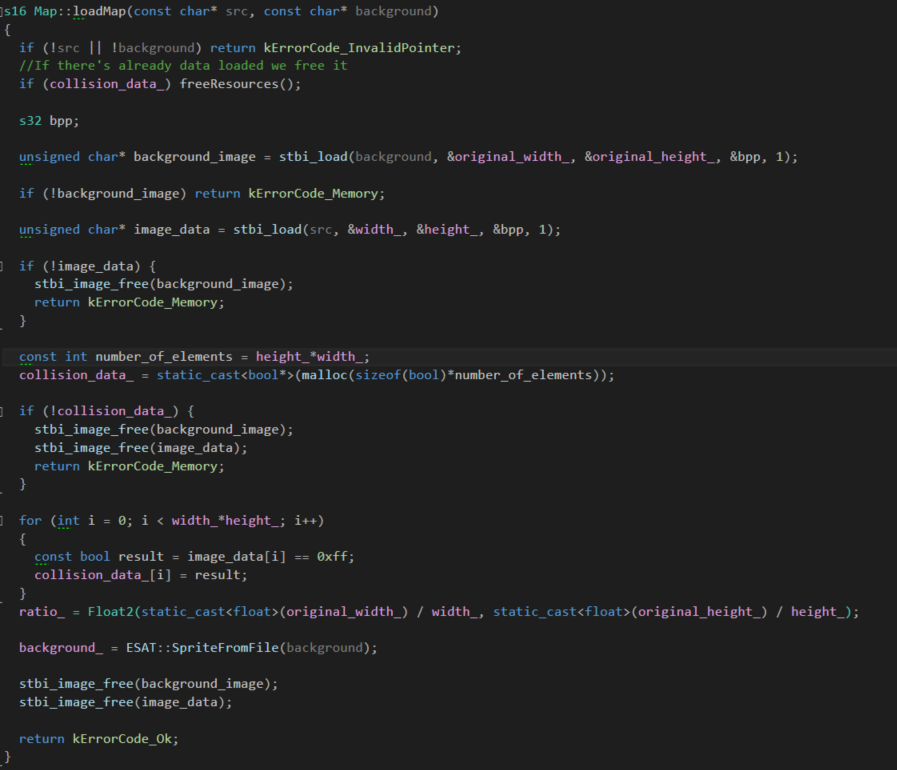 s16 Map::loadMap(const char* src, const char* background)
{
if (!src || !background) return kErrorCode_InvalidPointer;
//If there's already data loaded we free it
if (collision_data_) freeResources();
s32 bpp;
unsigned char* background_image = stbi_load(background, &original_width_, &original_height_, &bpp, 1);
if (!background_image) return kErrorCode_Memory;
unsigned char* image_data = stbi_load(src, &width_, &height_, &bpp, 1);
if (!image_data) {
stbi_image_free(background_image);
return kErrorCode_Memory;
}
const int number_of_elements = height_*width_;
collision_data_ = static_cast<bool*>(malloc(sizeof(bool)*number_of_elements));
if (!collision_data_) {
stbi_image_free(background_image);
stbi_image_free(image_data);
return kErrorCode_Memory;
}
for (int i = 0; i < width_*height_; i++)
{
const bool result = image_data[i] == 0xff;
collision_data_[i] = result;
}
ratio_ = Float2(static_cast<float>(original_width_) / width_, static_cast<float>(original_height_) / height_);
background_ = ESAT::SpriteFromFile(background);
stbi_image_free(background_image);
stbi_image_free(image_data);
return kErrorCode_Ok;
}